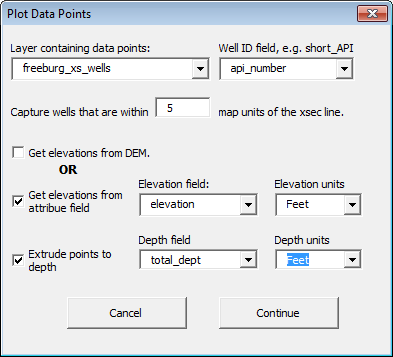 Plot Data Points
Layer containing data points: Well ID field, e.g. short_API
freeburg_xs_wells api_number
Capture wells that are within 5 map units of the xsec line.
Get elevations from DEM.
OR
Get elevations from attribue field
Elevation field: Elevation units
elevation Feet
Extrude points to depth
Depth field Depth units
total_dept Feet
Cancel Continue